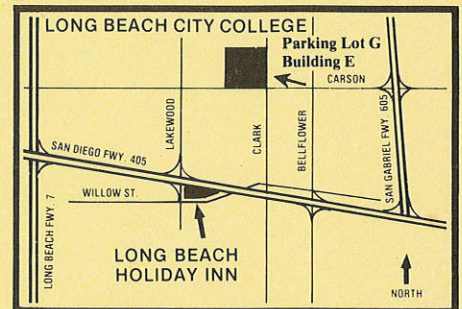 LONG BEACH CITY COLLEGE
Parking Lot G
Building E
CARSON
LAKEWOOD
CLARK
BELLFLOWER
SAN GABRIEL FWY. 605
SAN DIEGO FWY. 405
WILLOW ST.
LONG BEACH FWY. 7
LONG BEACH
HOLIDAY INN
NORTH